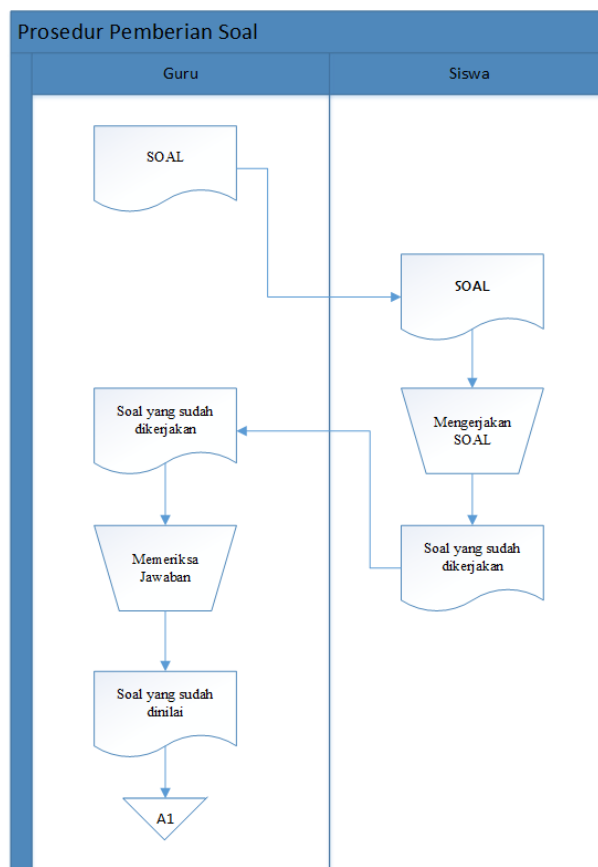 Prosedur Pemberian Soal
Guru
Siswa
SOAL
SOAL
Mengerjakan
SOAL
Soal yang sudah
dikerjakan
Soal yang sudah
dikerjakan
Memeriksa
Jawaban
Soal yang sudah
dinilai
A1